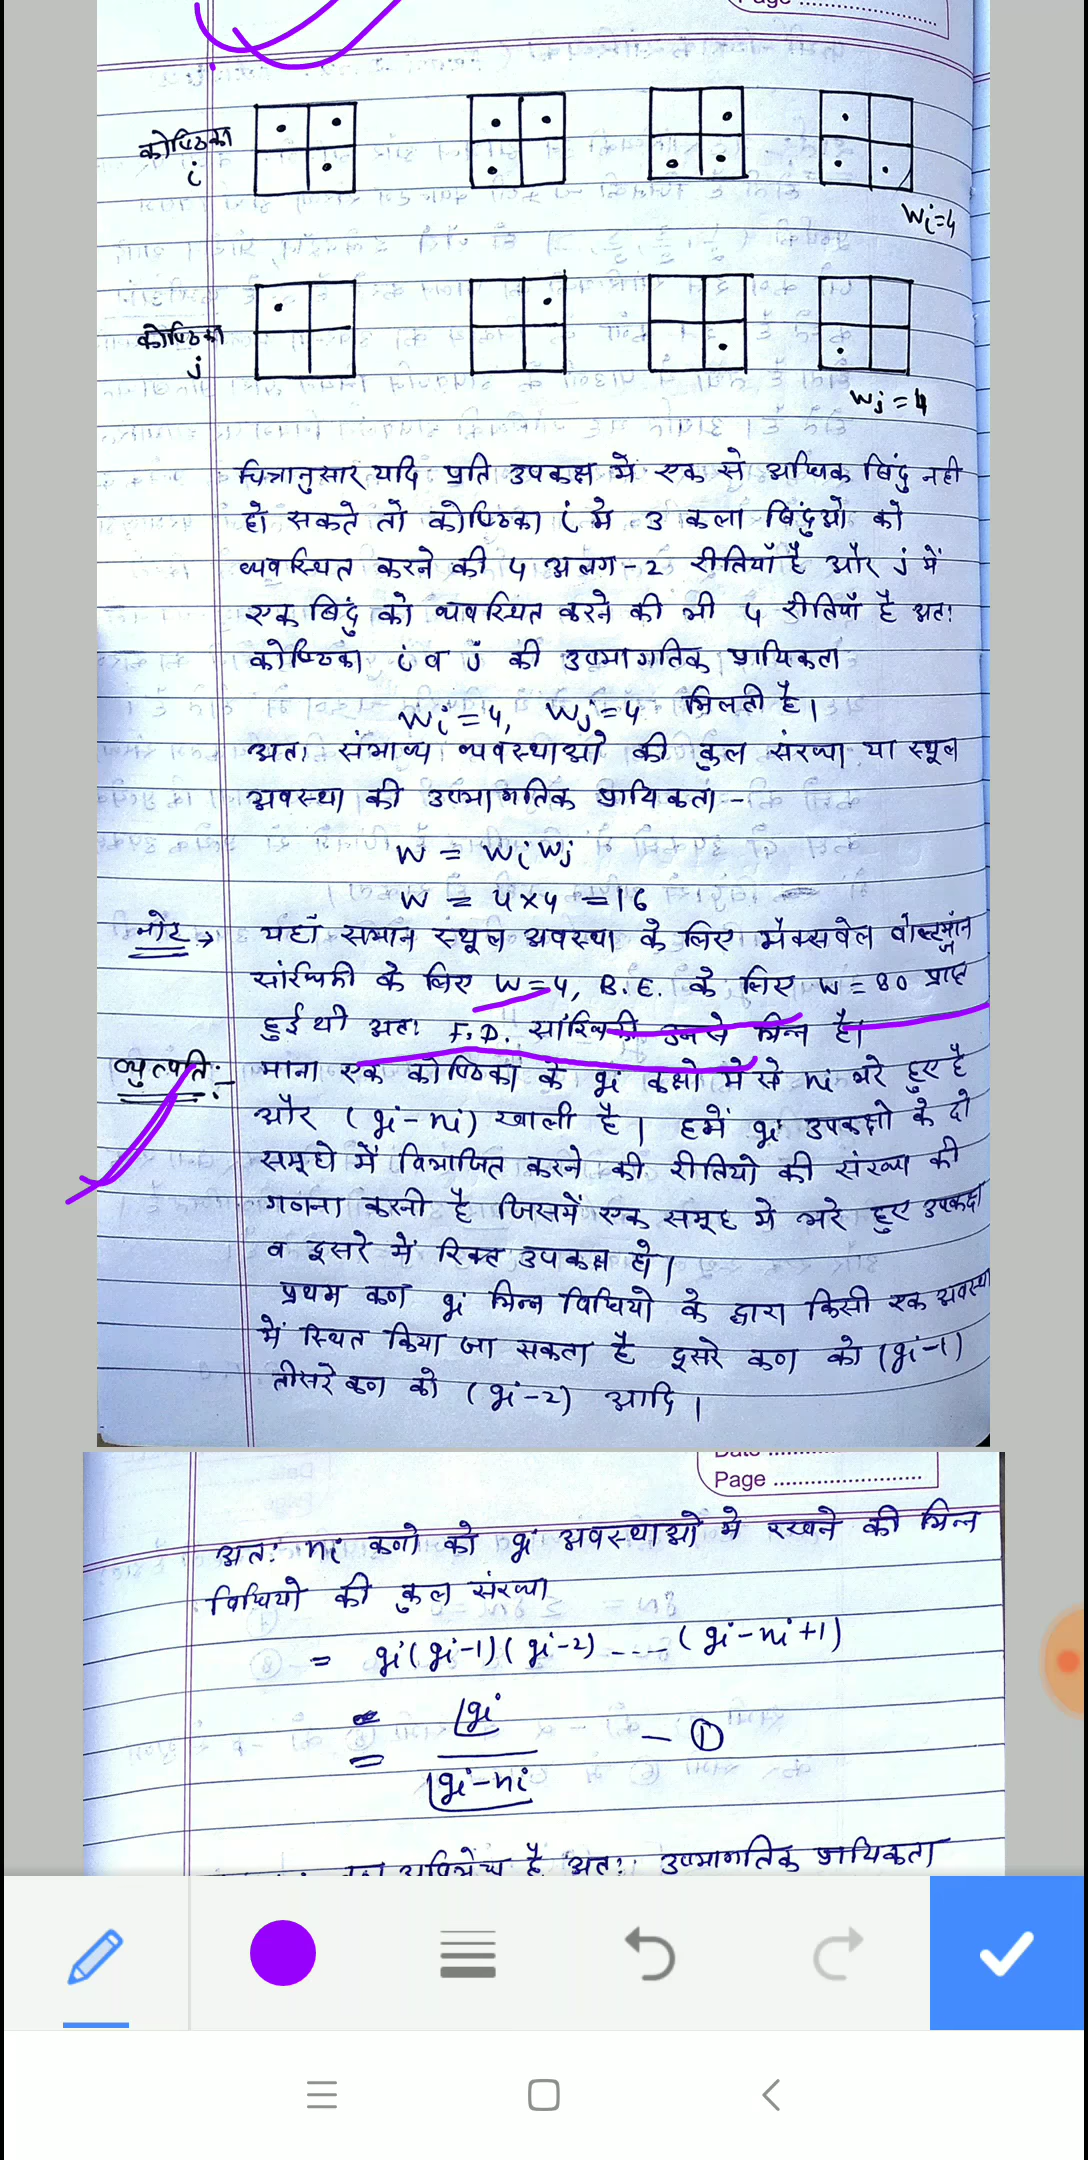 Page
कोष्ठिका
i
Wi=4
कोष्ठिका
j
Wj = 4
चित्रानुसार यदि प्रति उपकक्ष में एक से अधिक बिंदु नही
हो सकते तो कोष्ठिका i मे 3 कला बिंदुओ को
व्यवस्थित करने की 4 अलग-2 रीतियाँ है और j में
एक बिंदु को व्यवस्थित करने की भी 4 रीतियाँ है अतः
कोष्ठिका i व j की उष्मागतिक प्रायिकता
Wi = 4, Wj = 4 मिलती है।
अतः संभाव्य व्यवस्थाओ की कुल संख्या या स्थूल
अवस्था की उष्मागतिक प्रायिकता -
W = Wi Wj
W = 4×4 = 16
नोट → यहाँ समान स्थूल अवस्था के लिए मैक्सवेल वोल्टमान
सांख्यिकी के लिए W=4, B.E. के लिए W = 80 प्राप्त
हुई थी अतः F.D. सांख्यिकी उनसे भिन्न है।
व्युत्पति :- माना एक कोष्ठिका के gi कक्षो मे से ni भरे हुए है
और (gi-ni) खाली है। हमें gi उपकक्षो के दो
समूहो में विभाजित करने की रीतियो की संख्या की
गणना करनी है जिसमें एक समूह मे भरे हुए उपकक्ष
व दूसरे में रिक्त उपकक्ष हो।
प्रथम कण gi भिन्न विधियो के द्वारा किसी एक अवस्था
में स्थित किया जा सकता है दूसरे कण को (gi-1)
तीसरे कण को (gi-2) आदि।
Date
Page
अतः ni कणो को gi अवस्थाओ मे रखने की भिन्न
विधियो की कुल संख्या
= gi(gi-1)(gi-2) ---- (gi-ni+1)
= |gi / |gi-ni - ①
है अतः उष्मागतिक प्रायिकता